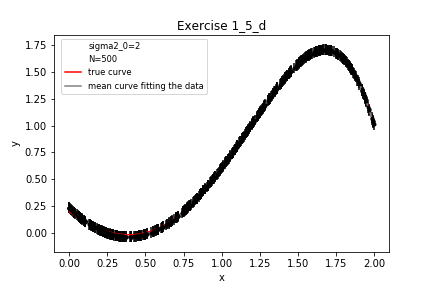 Exercise 1_5_d
sigma2_0=2
N=500
true curve
mean curve fitting the data
1.75
1.50
1.25
1.00
0.75
0.50
0.25
0.00
y
0.00 0.25 0.50 0.75 1.00 1.25 1.50 1.75 2.00
x